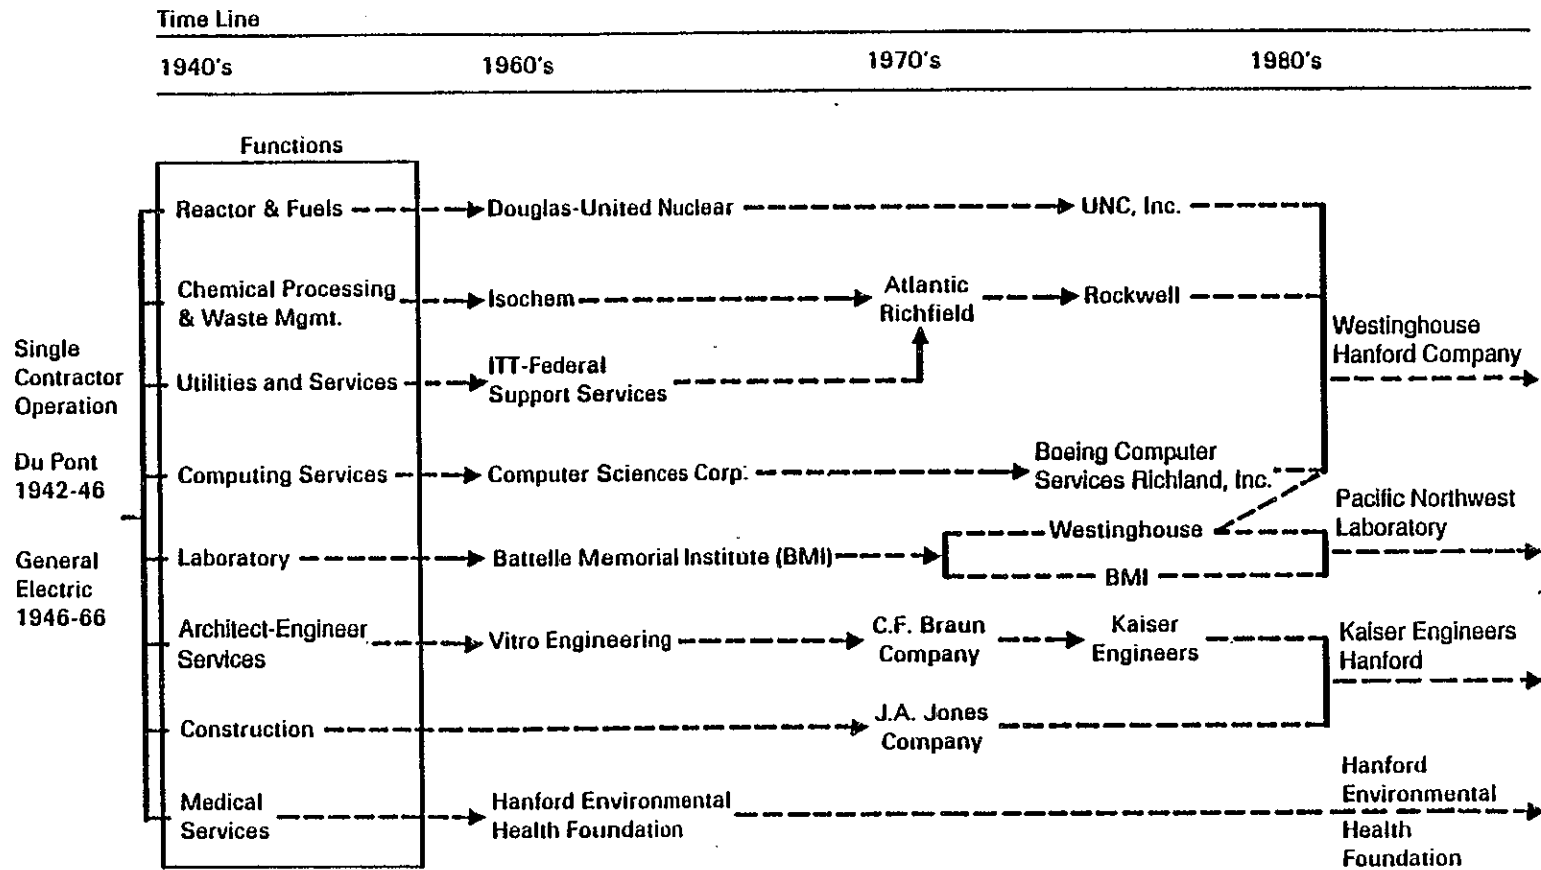 Time Line
1940's
1960's
1970's
1980's
Functions
Single
Contractor
Operation
Du Pont
1942-46
General
Electric
1946-66
Reactor & Fuels
Douglas-United Nuclear
UNC, Inc.
Chemical Processing
& Waste Mgmt.
Isochem
Atlantic
Richfield
Rockwell
Westinghouse
Hanford Company
Utilities and Services
ITT-Federal
Support Services
Computing Services
Computer Sciences Corp.
Boeing Computer
Services Richland, Inc.
Laboratory
Battelle Memorial Institute (BMI)
Westinghouse
BMI
Pacific Northwest
Laboratory
Architect-Engineer
Services
Vitro Engineering
C.F. Braun
Company
Kaiser
Engineers
Kaiser Engineers
Hanford
Construction
J.A. Jones
Company
Medical
Services
Hanford Environmental
Health Foundation
Hanford
Environmental
Health
Foundation